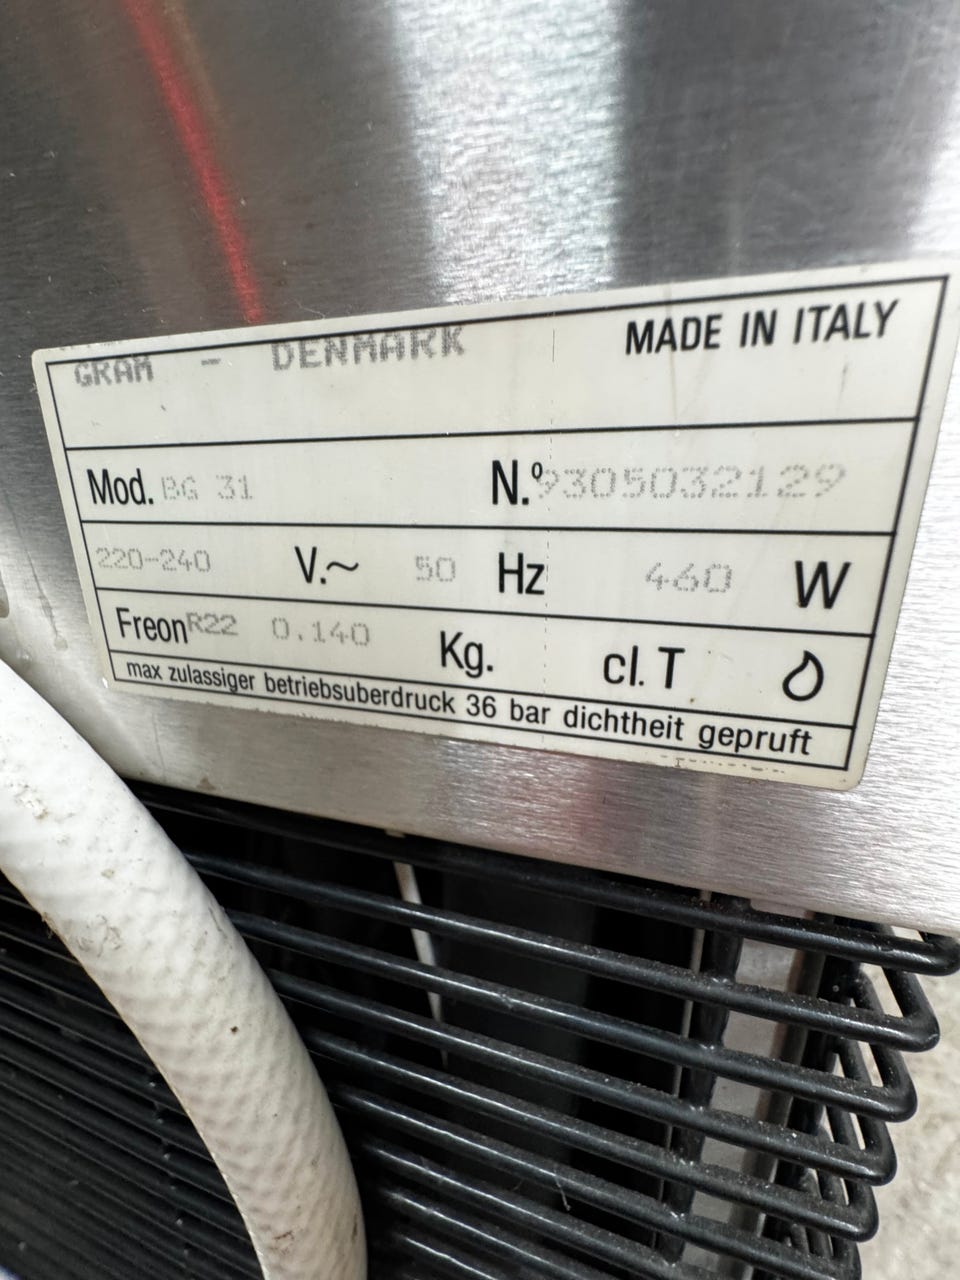 GRAM - DENMARK MADE IN ITALY
Mod. BG 31 N.º 9305032129
220-240 V.~ 50 Hz 460 W
Freon R22 0.140 Kg. cl. T
max zulassiger betriebsuberdruck 36 bar dichtheit gepruft